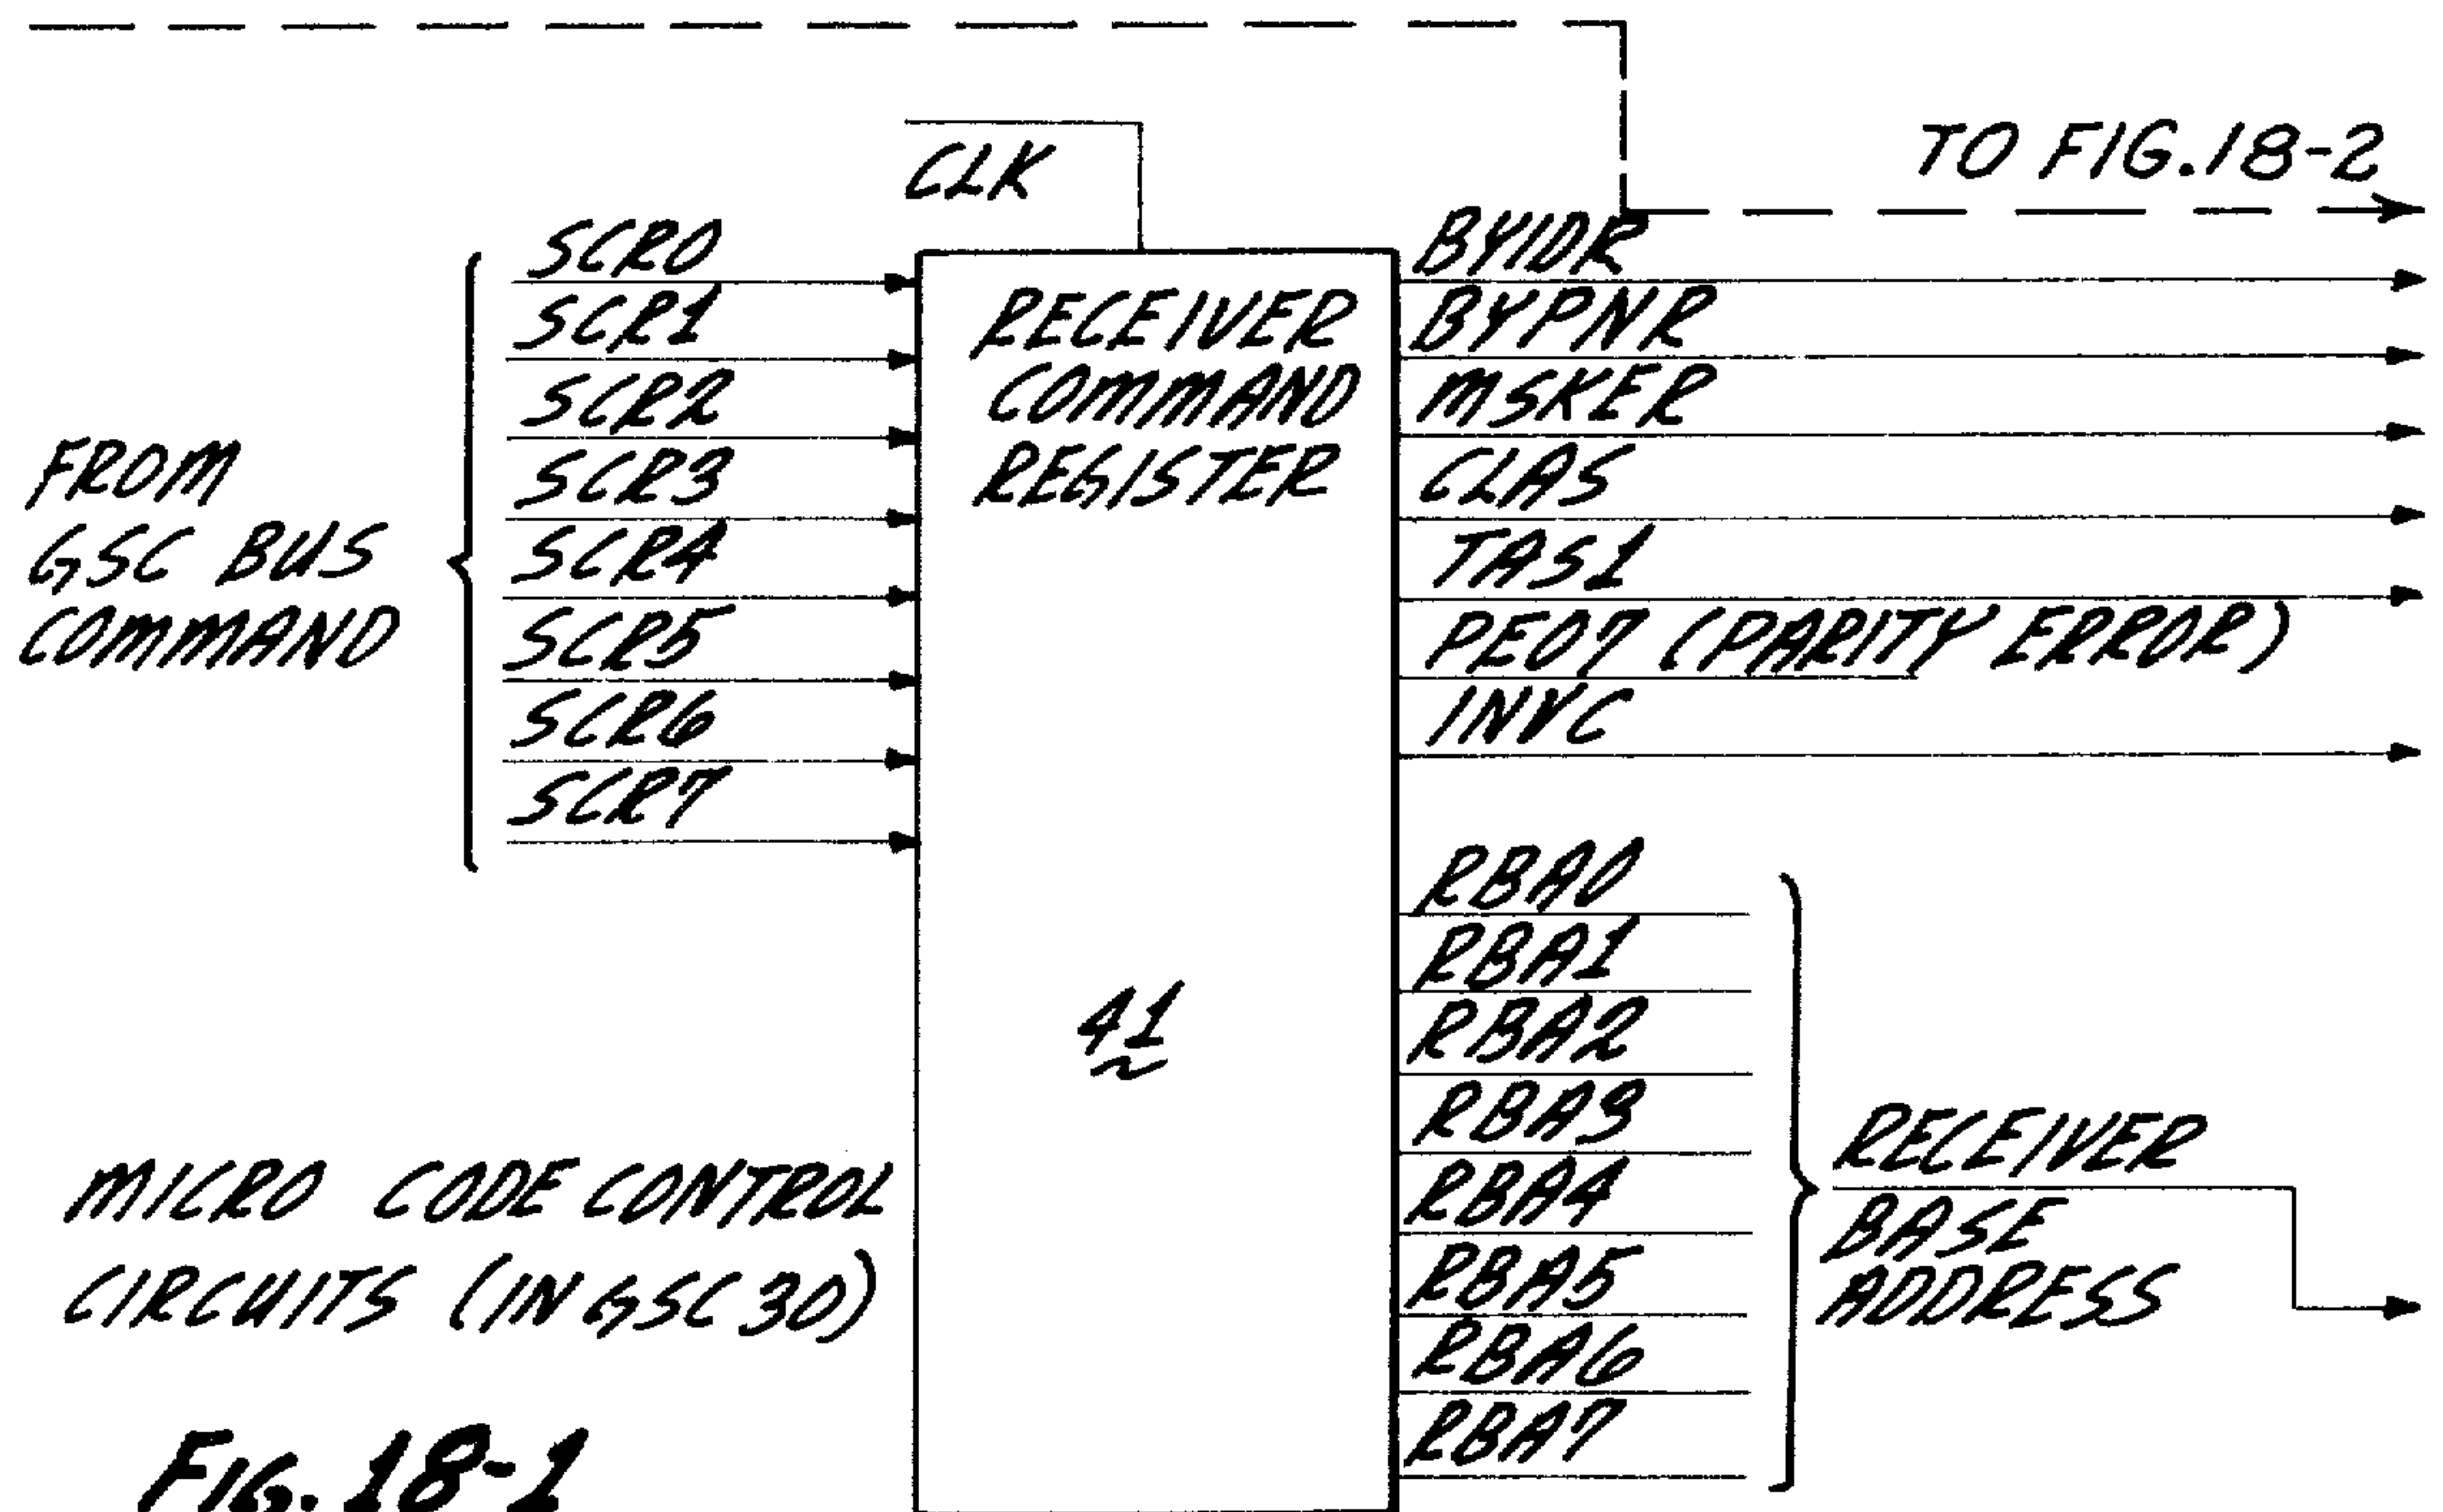 TO FIG.18-2
CLK
FROM
GSC BUS
COMMAND
SCR0
SCR1
SCR2
SCR3
SCR4
SCR5
SCR6
SCR7
RECEIVER
COMMAND
REGISTER
41
BYIDR
BYPNR
MSKER
CLAS
TAS1
PE07 (PARITY ERROR)
INVC
RBA0
RBA1
RBA2
RBA3
RBA4
RBA5
RBA6
RBA7
RECEIVER
BASE
ADDRESS
MICRO CODE CONTROL
CIRCUITS (IN GSC 30)
FIG.18-1